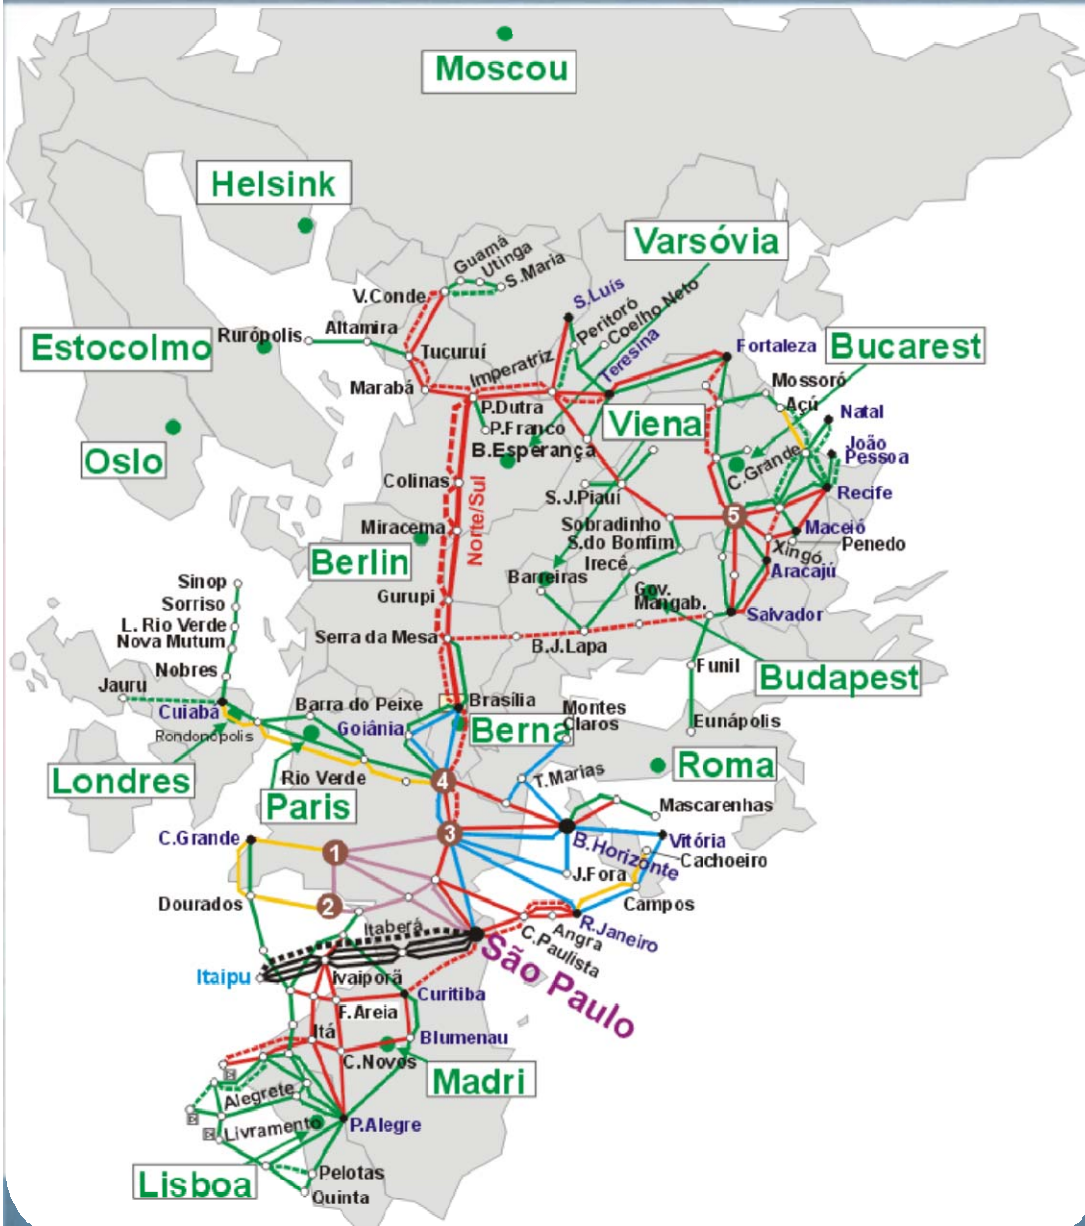 Moscou
Helsink
Varsóvia
Guamá
Utinga
S.Maria
V.Conde
S.Luís
Peritoró
Coelho Neto
Estocolmo
Rurópolis
Altamira
Tucuruí
Imperatriz
Teresina
Fortaleza
Bucarest
Marabá
P.Dutra
P.Franco
B.Esperança
Viena
Mossoró
Açú
Natal
João
Pessoa
C.Grande
Oslo
Colinas
Norte/Sul
S.J.Piauí
Recife
5
Miracema
Sobradinho
S.do Bonfim
Maceió
Penedo
Xingó
Berlin
Irecê
Barreiras
Aracajú
Sinop
Sorriso
L. Rio Verde
Nova Mutum
Gurupi
Gov.
Mangab.
Salvador
Serra da Mesa
B.J.Lapa
Nobres
Funil
Jauru
Budapest
Cuiabá
Barra do Peixe
Brasília
Montes
Claros
Rondonópolis
Goiânia
Berna
Eunápolis
Londres
Rio Verde
4
T.Marias
Roma
Paris
Mascarenhas
C.Grande
1
3
B.Horizonte
Vitória
Cachoeiro
J.Fora
Dourados
2
Campos
Itaberá
R.Janeiro
Angra
C.Paulista
São Paulo
Itaipu
Ivaiporã
Curitiba
F.Areia
Itá
Blumenau
C.Novos
Madri
Alegrete
Livramento
P.Alegre
Lisboa
Pelotas
Quinta